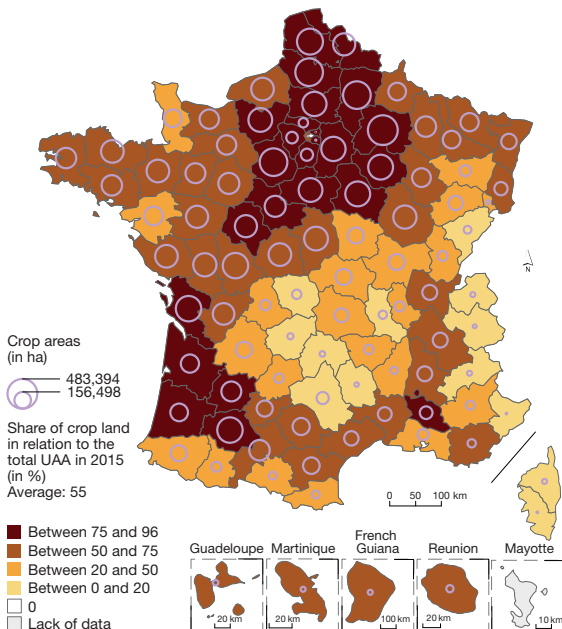 N
Crop areas
(in ha)
483,394
156,498
Share of crop land
in relation to the
total UAA in 2015
(in %)
Average: 55
0 50 100 km
Between 75 and 96
Between 50 and 75
Between 20 and 50
Between 0 and 20
0
Lack of data
Guadeloupe
20 km
Martinique
20 km
French
Guiana
100 km
Reunion
20 km
Mayotte
10 km